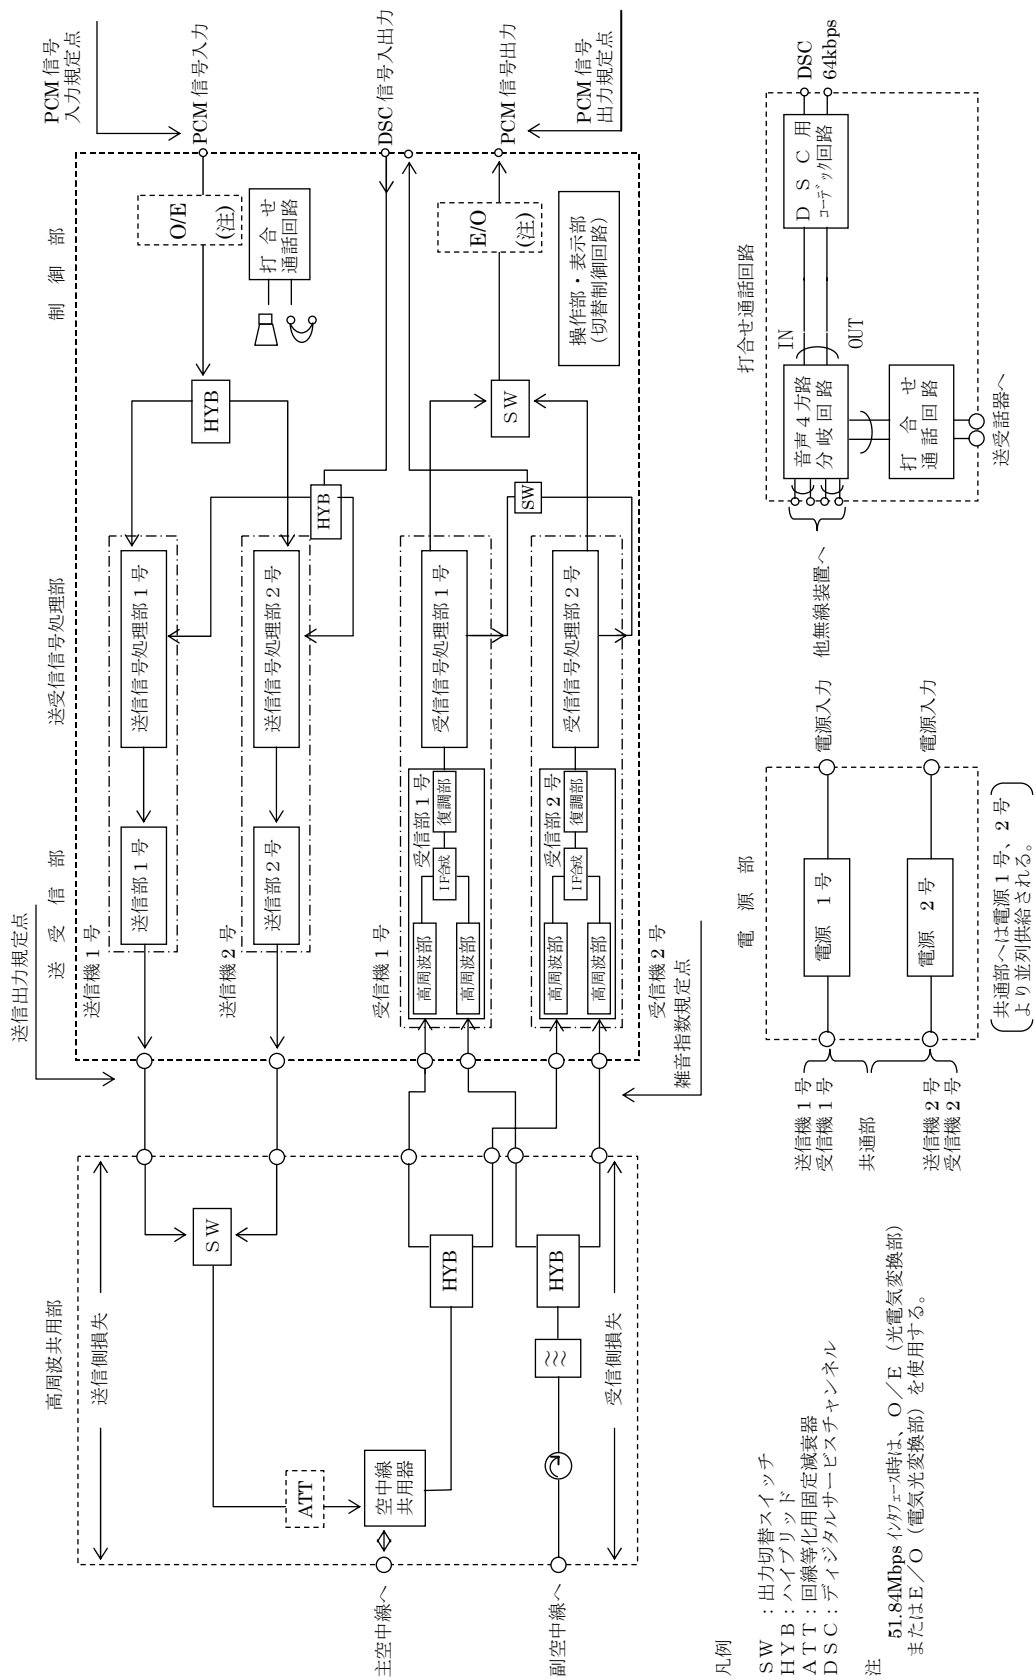 高周波共用部
送信側損失
SW
ATT
空中線
共用器
主空中線へ
HYB
HYB
副空中線へ
受信側損失
送信出力規定点
雑音指数規定点
送 受 信 部
送受信信号処理部
制 御 部
送信機1号
送信部1号
送信信号処理部1号
送信機2号
送信部2号
送信信号処理部2号
受信機1号
受信部1号
高周波部
高周波部
IF合成
復調部
受信信号処理部1号
受信機2号
受信部2号
高周波部
高周波部
IF合成
復調部
受信信号処理部2号
HYB
HYB
SW
SW
O/E
(注)
打 合 せ
通話回路
E/O
(注)
操作部・表示部
(切替制御回路)
PCM信号
入力規定点
PCM信号入力
DSC信号入出力
PCM信号出力
PCM信号
出力規定点
凡例
SW :出力切替スイッチ
HYB:ハイブリッド
ATT:回線等化用固定減衰器
DSC:ディジタルサービスチャンネル
注
51.84Mbpsインタフェース時は、O/E(光電気変換部)
またはE/O(電気光変換部)を使用する。
電 源 部
送信機1号
受信機1号
共通部
送信機2号
受信機2号
電源 1号
電源 2号
電源入力
電源入力
共通部へは電源1号、2号
より並列供給される。
打合せ通話回路
他無線装置へ
音声4方路
分岐回路
IN
OUT
DSC用
コーデック回路
DSC
64kbps
打 合 せ
通話回路
送受話器へ